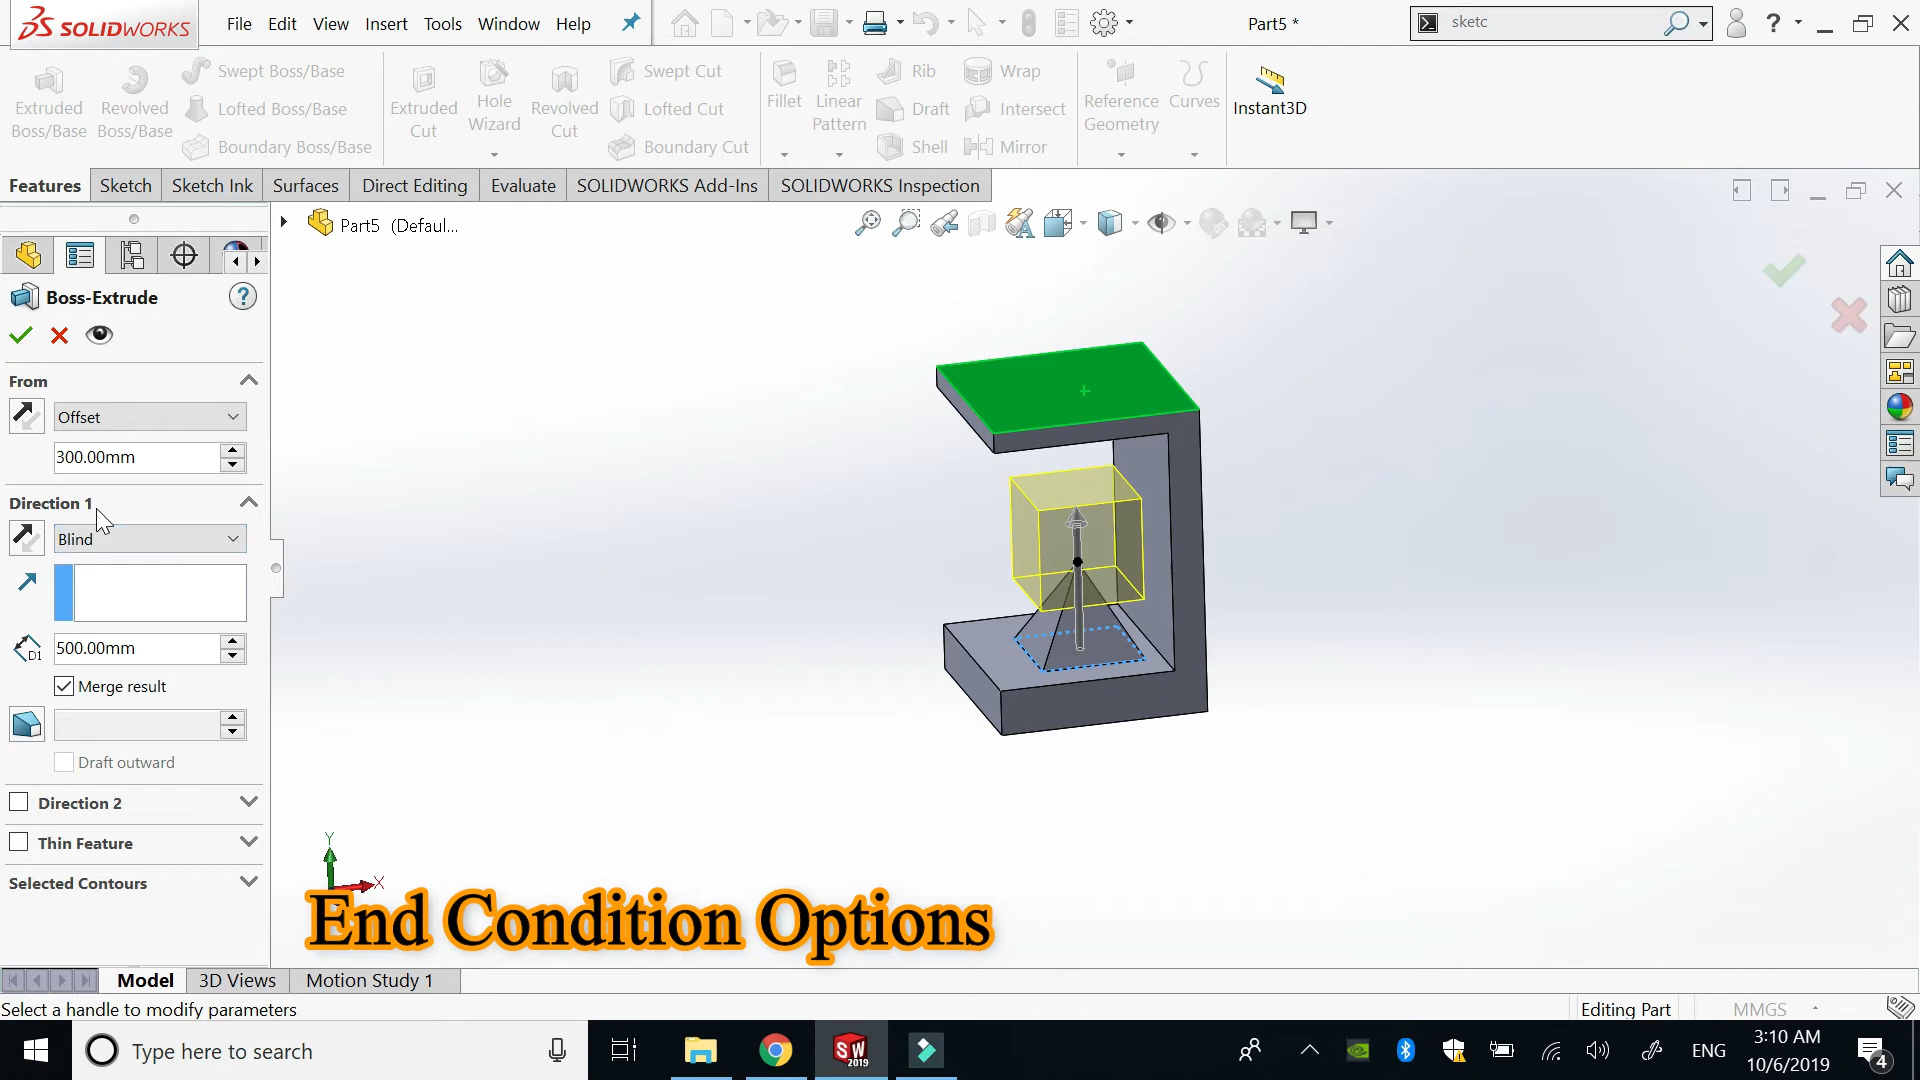 SOLIDWORKS File Edit View Insert Tools Window Help Part5 * sketc ?
Extruded Boss/Base
Revolved Boss/Base
Swept Boss/Base
Lofted Boss/Base
Boundary Boss/Base
Extruded Cut
Hole Wizard
Revolved Cut
Swept Cut
Lofted Cut
Boundary Cut
Fillet
Linear Pattern
Rib
Draft
Shell
Wrap
Intersect
Mirror
Reference Geometry
Curves
Instant3D
Features Sketch Sketch Ink Surfaces Direct Editing Evaluate SOLIDWORKS Add-Ins SOLIDWORKS Inspection
Part5 (Defaul...
Boss-Extrude ?
From
Offset
300.00mm
Direction 1
Blind
D1 500.00mm
Merge result
Draft outward
Direction 2
Thin Feature
Selected Contours
Y
X
End Condition Options
Model 3D Views Motion Study 1
Select a handle to modify parameters Editing Part MMGS
Type here to search SW 2019 ENG 3:10 AM
10/6/2019 4